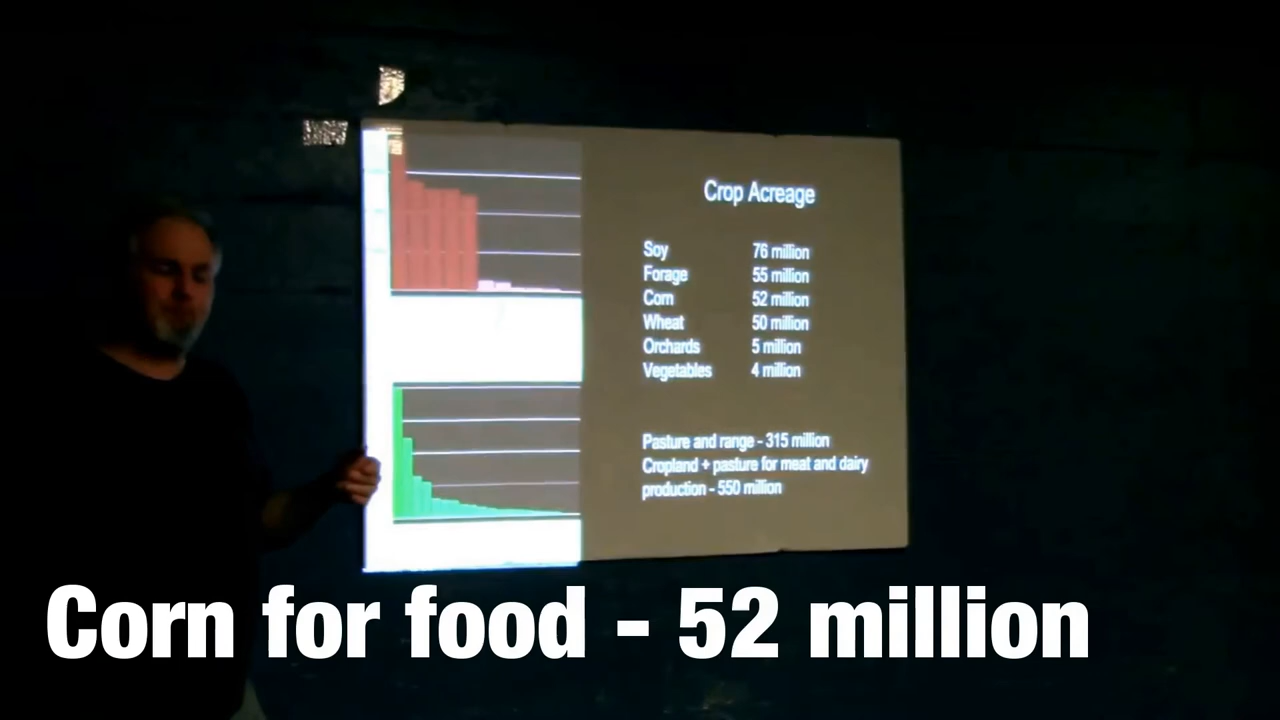 Crop Acreage
Soy 76 million
Forage 55 million
Corn 52 million
Wheat 50 million
Orchards 5 million
Vegetables 4 million
Pasture and range - 315 million
Cropland + pasture for meat and dairy
production - 550 million
Corn for food - 52 million